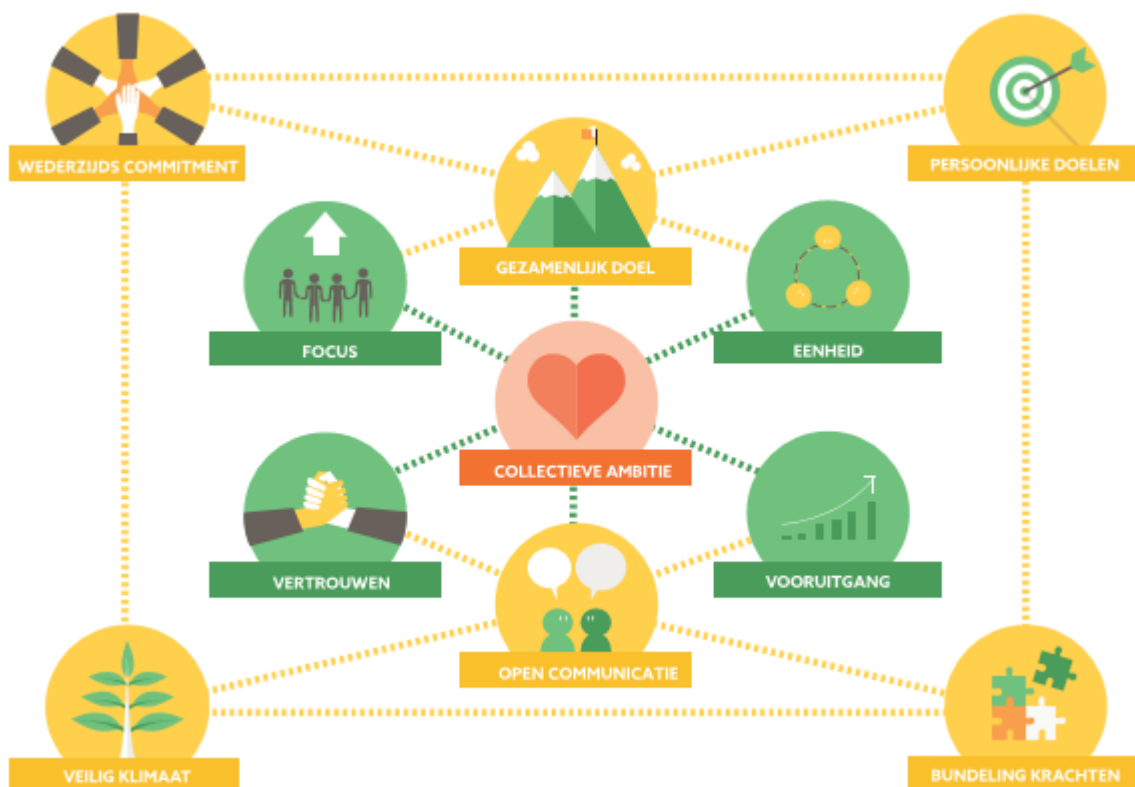 WEDERZIJDS COMMITMENT
PERSOONLIJKE DOELEN
GEZAMENLIJK DOEL
FOCUS
EENHEID
COLLECTIEVE AMBITIE
VERTROUWEN
VOORUITGANG
OPEN COMMUNICATIE
VEILIG KLIMAAT
BUNDELING KRACHTEN